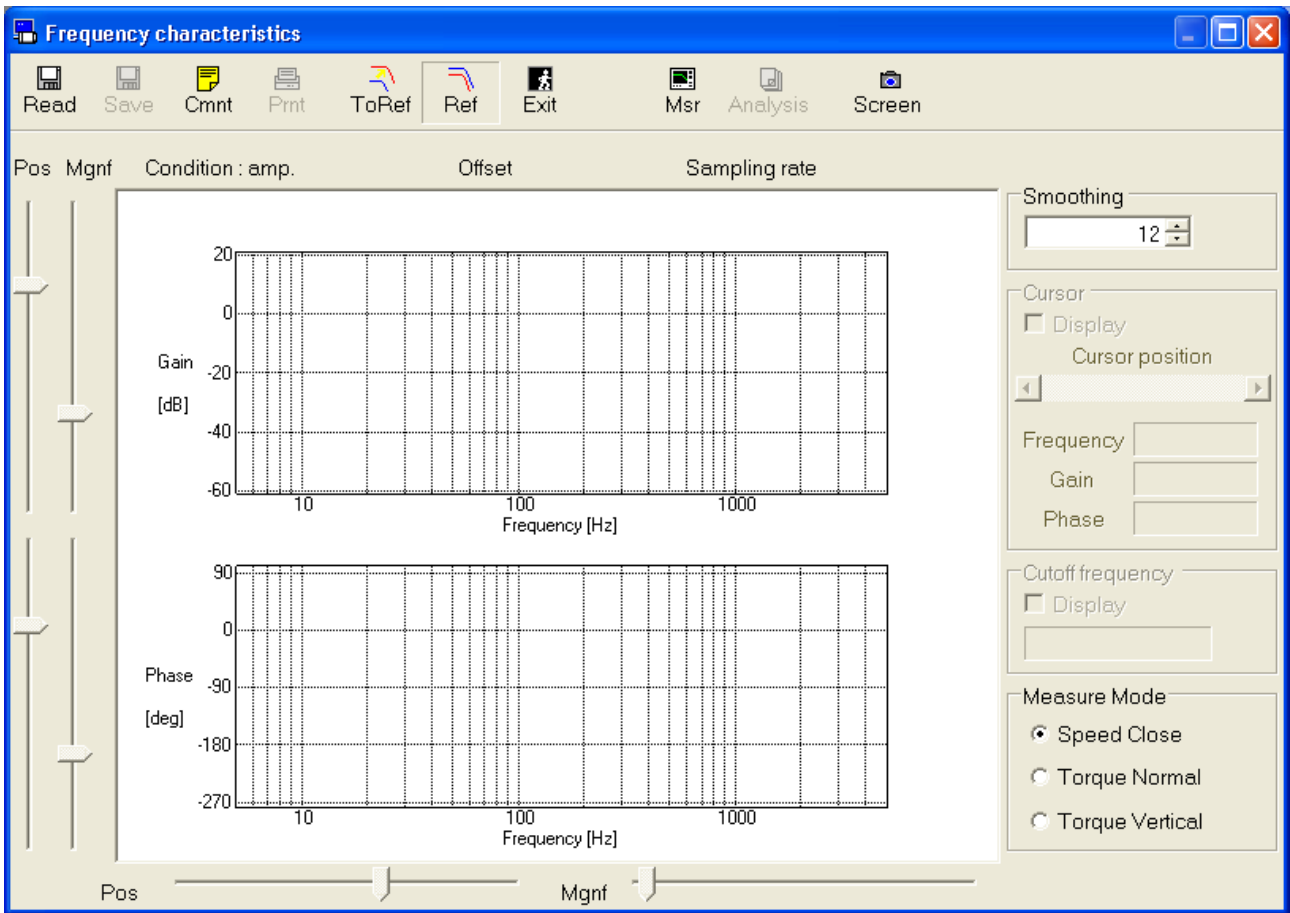 Frequency characteristics
Read Save Cmnt Prnt ToRef Ref Exit Msr Analysis Screen
Pos Mgnf Condition : amp. Offset Sampling rate
Smoothing
12
20
0
Gain
-20
[dB]
-40
-60
10 100 1000
Frequency [Hz]
Cursor
Display
Cursor position
Frequency
Gain
Phase
90
0
Phase
-90
[deg]
-180
-270
10 100 1000
Frequency [Hz]
Cutoff frequency
Display
Measure Mode
Speed Close
Torque Normal
Torque Vertical
Pos Mgnf